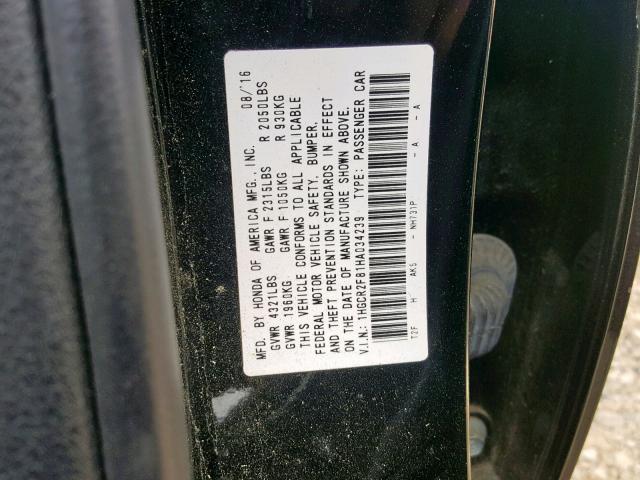 MFD. BY HONDA OF AMERICA MFG., INC. 08/'16
GVWR 4321LBS GAWR F 2315LBS R 2050LBS
GVWR 1960KG GAWR F 1050KG R 930KG
THIS VEHICLE CONFORMS TO ALL APPLICABLE
FEDERAL MOTOR VEHICLE SAFETY, BUMPER,
AND THEFT PREVENTION STANDARDS IN EFFECT
ON THE DATE OF MANUFACTURE SHOWN ABOVE.
V.I.N.: 1HGCR2F81HA034239 TYPE: PASSENGER CAR
T2F H AK5 - NH731P - A - A